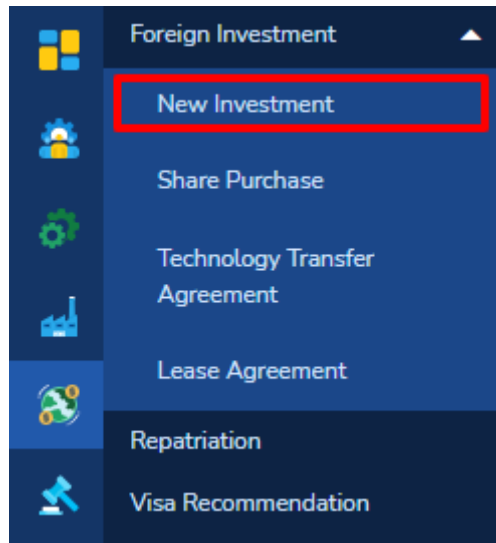 Foreign Investment
New Investment
Share Purchase
Technology Transfer
Agreement
Lease Agreement
Repatriation
Visa Recommendation